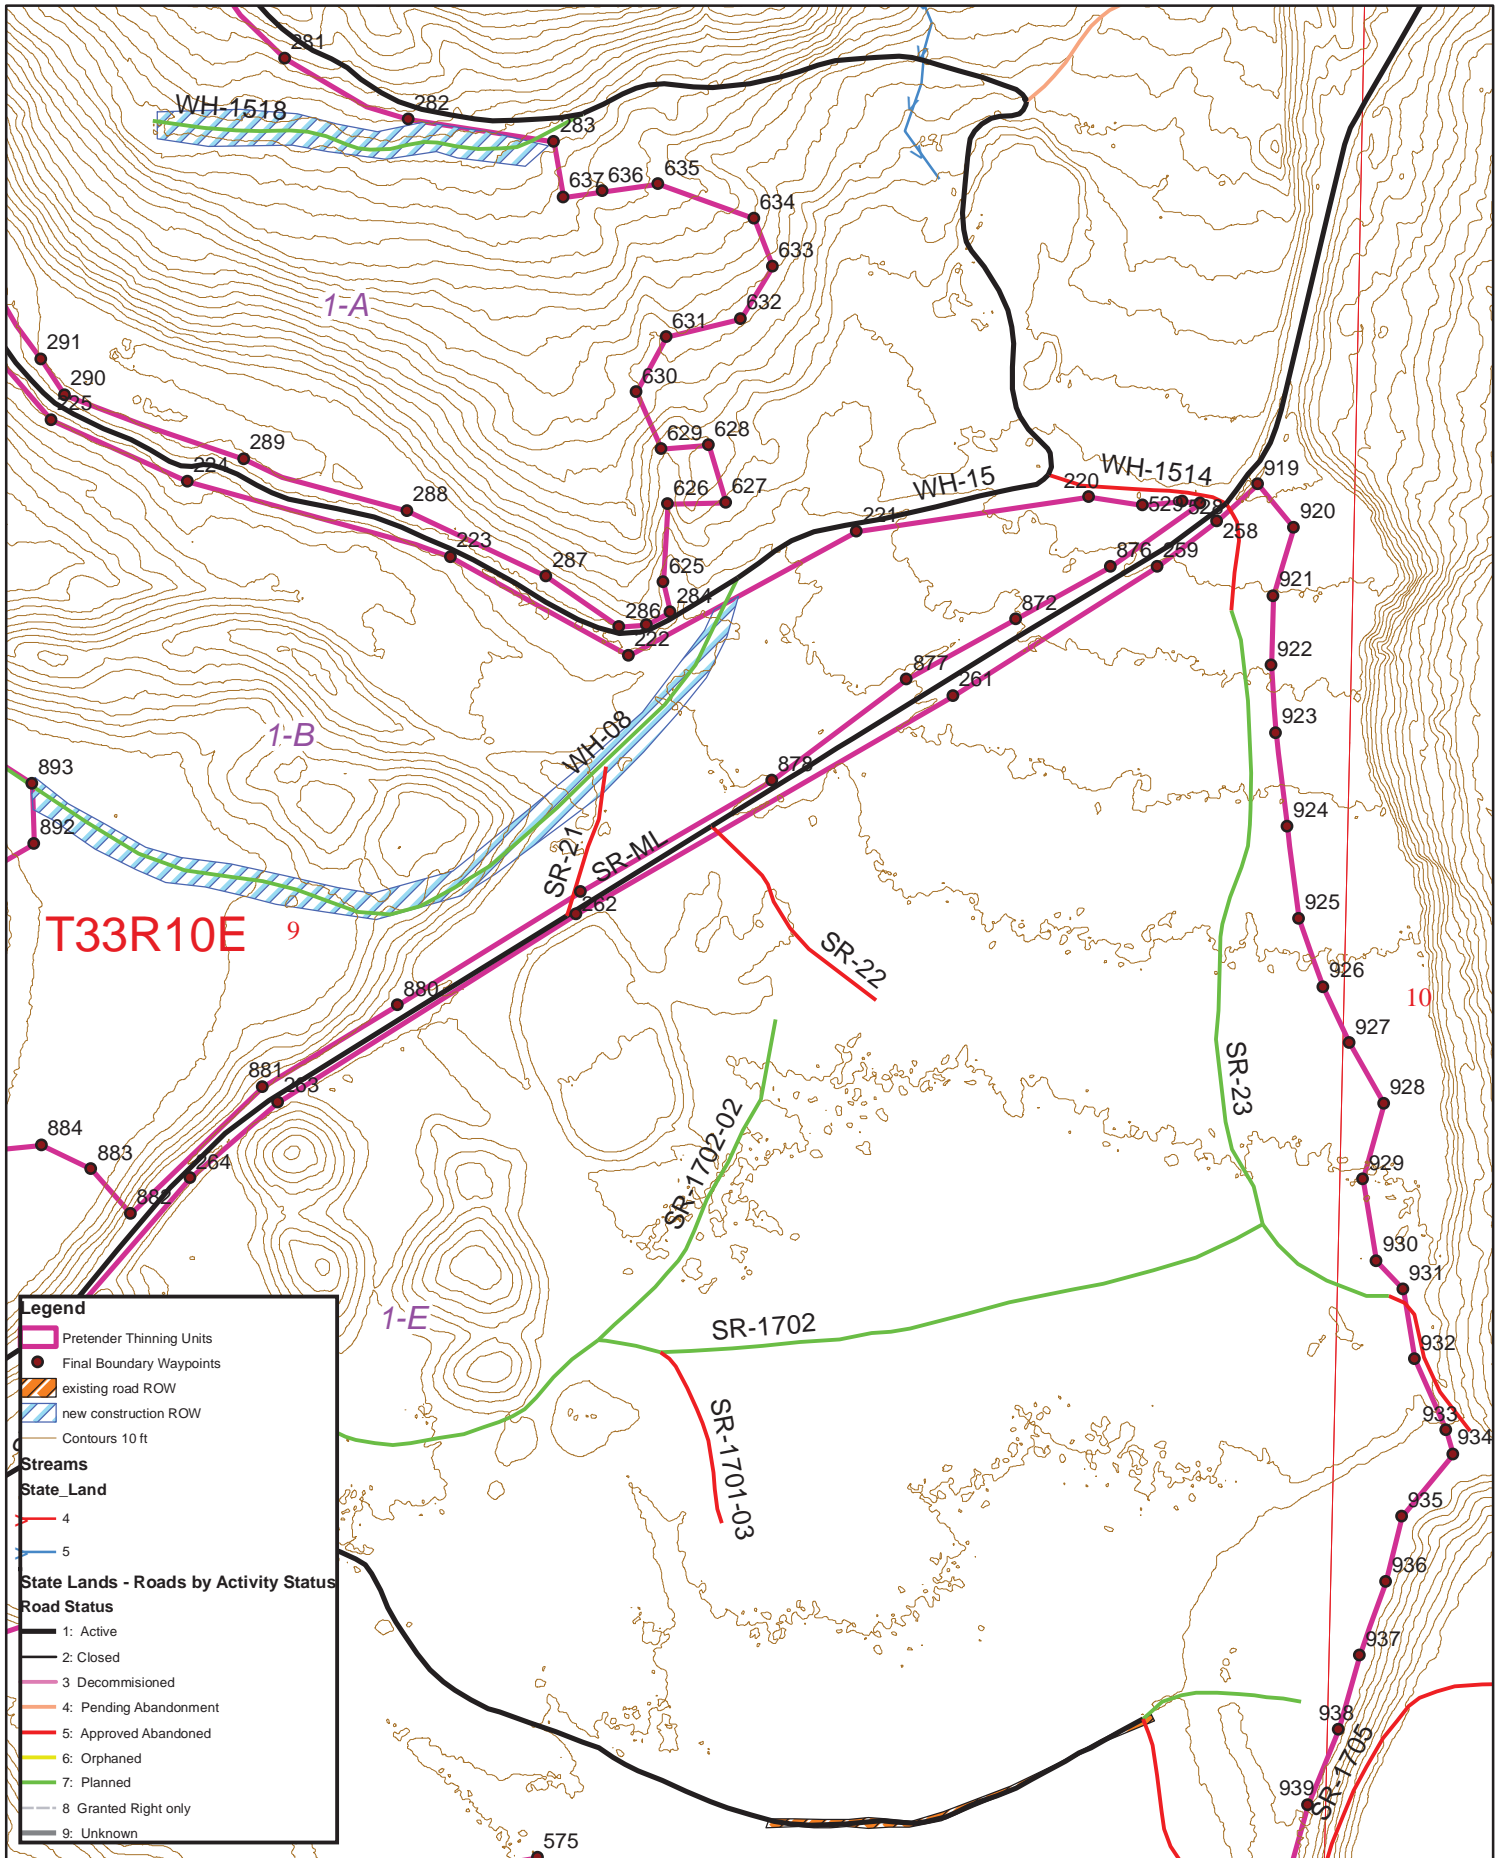 281
WH-1518
282
283
637
636
635
634
633
1-A
632
631
291
290
630
225
289
629
628
224
288
626
627
WH-15
220
WH-1514
919
529
528
920
221
258
223
287
876
259
625
921
286
284
872
222
922
877
261
923
1-B
WH-08
893
878
924
892
SR-21
SR-ML
262
925
T33R10E
9
SR-22
926
10
880
927
881
263
SR-23
928
884
883
SR-1702-02
929
882
264
930
931
1-E
SR-1702
932
933
934
SR-1701-03
935
936
937
938
SR-1705
939
575
Legend
Pretender Thinning Units
Final Boundary Waypoints
existing road ROW
new construction ROW
Contours 10 ft
Streams
State_Land
4
5
State Lands - Roads by Activity Status
Road Status
1: Active
2: Closed
3 Decommisioned
4: Pending Abandonment
5: Approved Abandoned
6: Orphaned
7: Planned
8 Granted Right only
9: Unknown